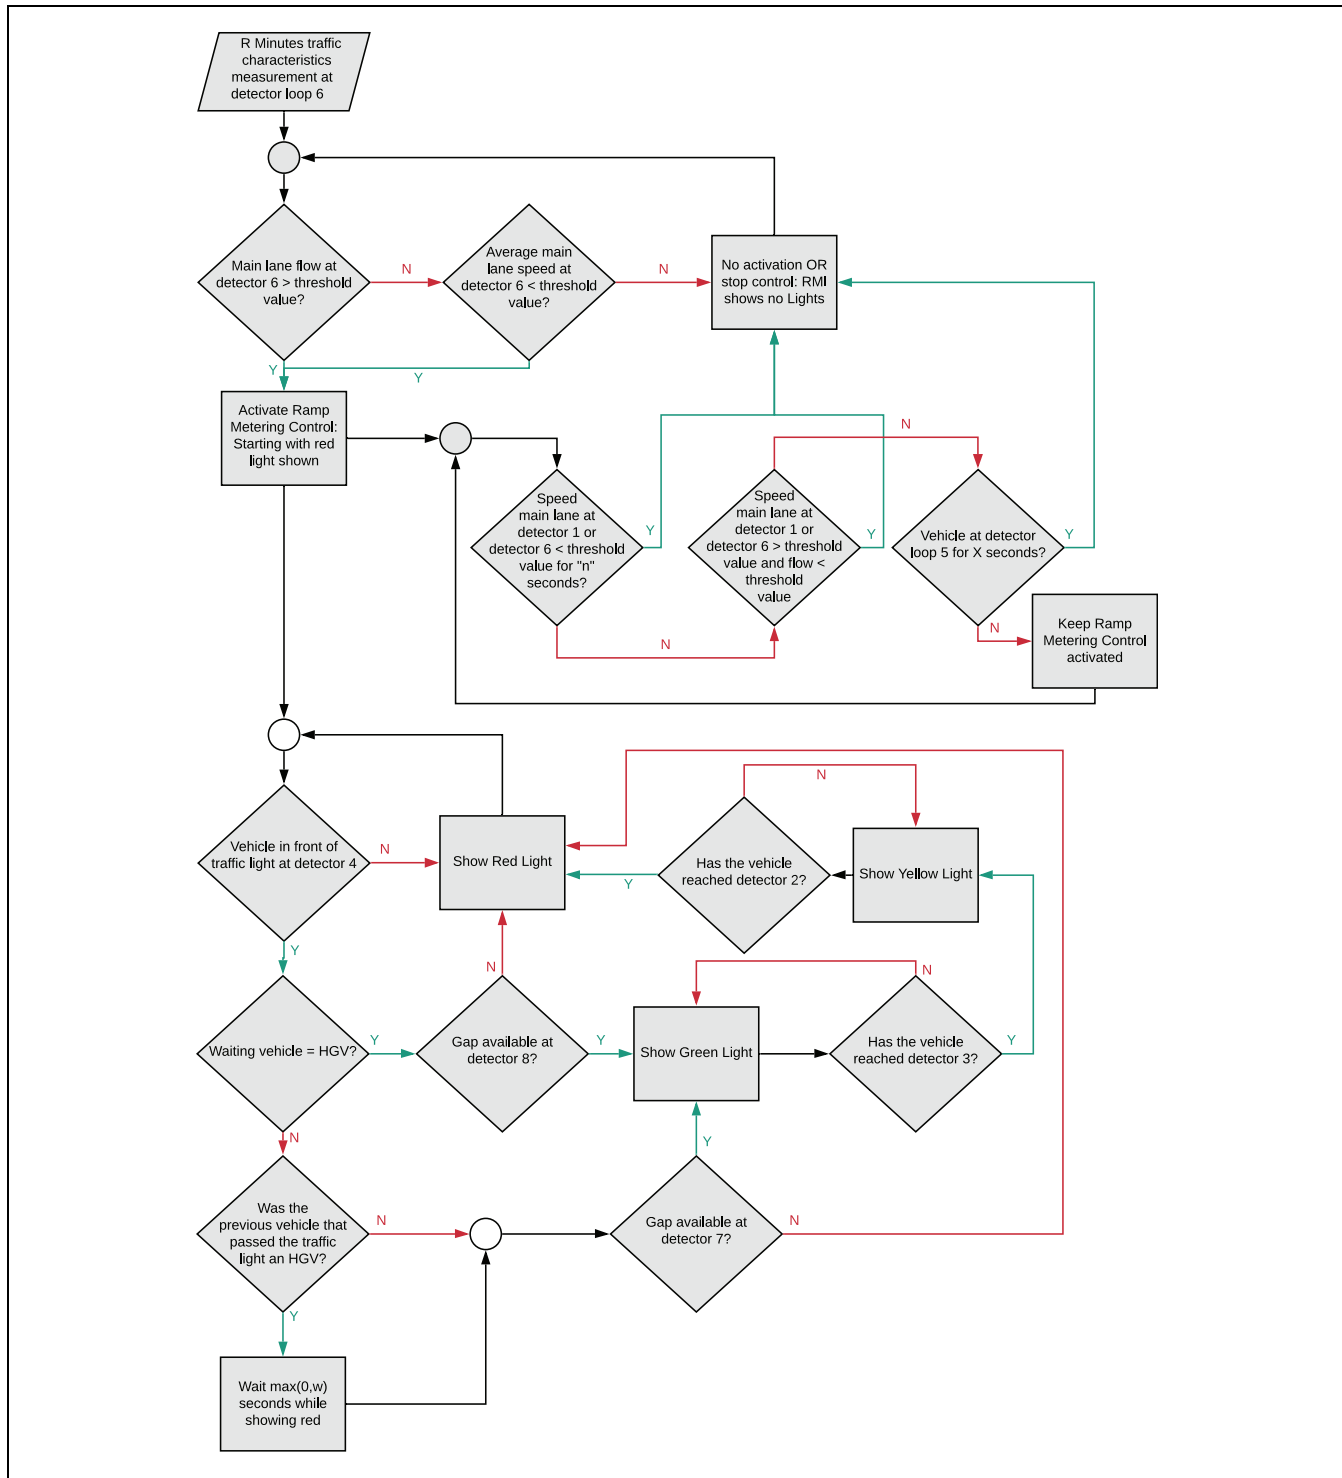 R Minutes traffic
characteristics
measurement at
detector loop 6
Main lane flow at
detector 6 > threshold
value?
N
Average main
lane speed at
detector 6 < threshold
value?
N
No activation OR
stop control: RMI
shows no Lights
Y
Y
Activate Ramp
Metering Control:
Starting with red
light shown
Speed
main lane at
detector 1 or
detector 6 < threshold
value for "n"
seconds?
Y
N
Speed
main lane at
detector 1 or
detector 6 > threshold
value and flow <
threshold
value
Y
N
Vehicle at detector
loop 5 for X seconds?
Y
N
Keep Ramp
Metering Control
activated
Vehicle in front of
traffic light at detector 4
N
Show Red Light
Y
Has the vehicle
reached detector 2?
N
Show Yellow Light
Y
N
Waiting vehicle = HGV?
Y
Gap available at
detector 8?
Y
Show Green Light
N
Has the vehicle
reached detector 3?
Y
N
Y
Was the
previous vehicle that
passed the traffic
light an HGV?
N
Gap available at
detector 7?
N
Y
Wait max(0,w)
seconds while
showing red